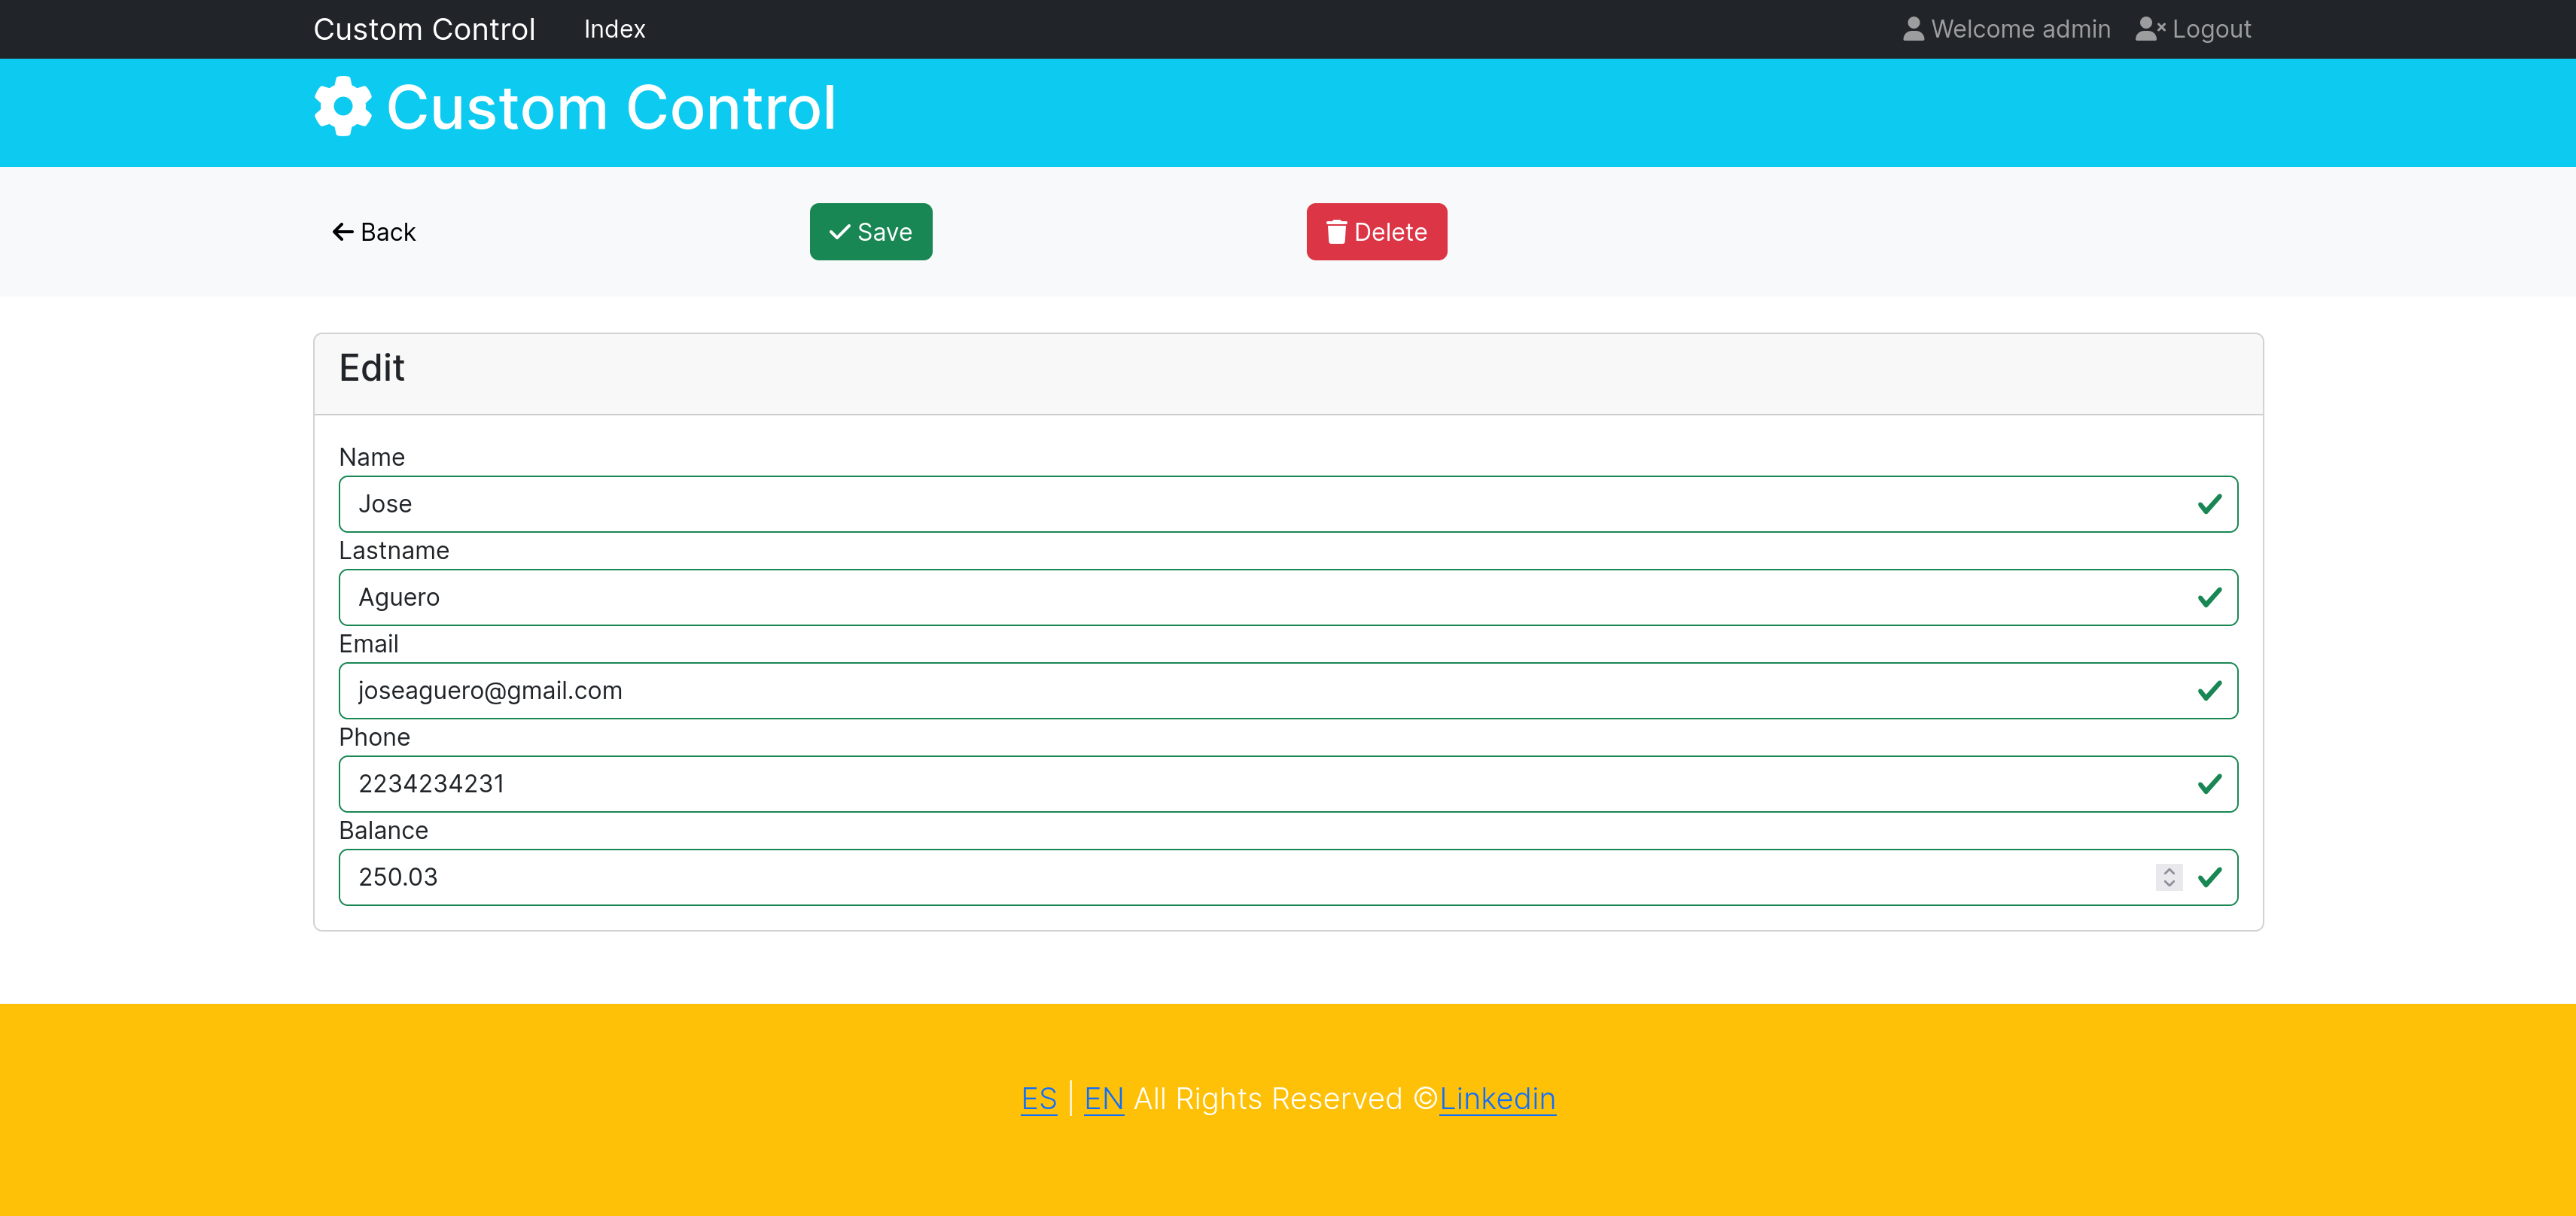 Custom Control Index Welcome admin Logout
Custom Control
Back Save Delete
Edit
Name
Jose
Lastname
Aguero
Email
joseaguero@gmail.com
Phone
2234234231
Balance
250.03
ES | EN All Rights Reserved ©Linkedin